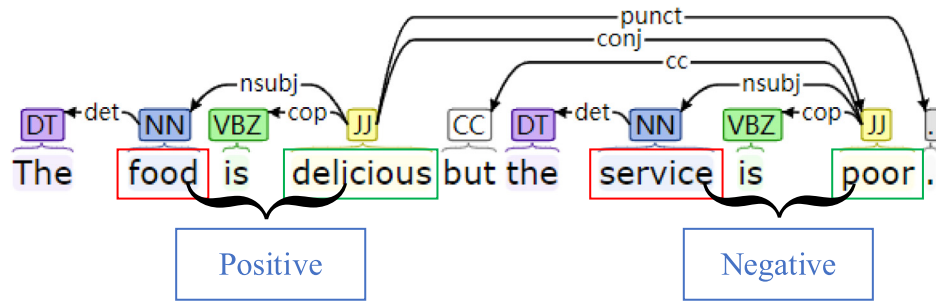 punct
conj
cc
nsubj nsubj
det cop det cop
DT NN VBZ JJ CC DT NN VBZ JJ .
The food is delicious but the service is poor .
Positive Negative